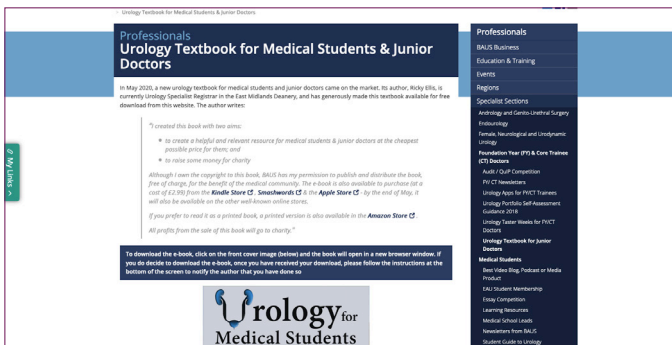 Urology Textbook for Medical Students & Junior Doctors
Professionals
Urology Textbook for Medical Students & Junior
Doctors
In May 2020, a new urology textbook for medical students and junior doctors came on the market. Its author, Ricky Ellis, is
currently Urology Specialist Registrar in the East Midlands Deanery, and has generously made this textbook available for free
download from this website. The author writes:
"I created this book with two aims:
• to create a helpful and relevant resource for medical students & junior doctors at the cheapest
possible price for them; and
• to raise some money for charity
Although I own the copyright to this book, BAUS has my permission to publish and distribute the book,
free of charge, for the benefit of the medical community. The e-book is also available to purchase (at a
cost of £2.99) from the Kindle Store, Smashwords & the Apple Store - by the end of May, it
will also be available on the other well-known online stores.
If you prefer to read it as a printed book, a printed version is also available in the Amazon Store.
All profits from the sale of this book will go to charity."
To download the e-book, click on the front cover image (below) and the book will open in a new browser window. If
you do decide to download the e-book, once you have received your download, please follow the instructions at the
bottom of the screen to notify the author that you have done so
Urology for
Medical Students
My Links
Professionals
BAUS Business
Education & Training
Events
Regions
Specialist Sections
Andrology and Genito-Urethral Surgery
Endourology
Female, Neurological and Urodynamic
Urology
Foundation Year (FY) & Core Trainee
(CT) Doctors
Audit / QuIP Competition
FY/ CT Newsletters
Urology Apps for FY/CT Trainees
Urology Portfolio Self-Assessment
Guidance 2018
Urology Taster Weeks for FY/CT
Doctors
Urology Textbook for Junior
Doctors
Medical Students
Best Video Blog, Podcast or Media
Product
EAU Student Membership
Essay Competition
Learning Resources
Medical School Leads
Newsletters from BAUS
Student Guide to Urology